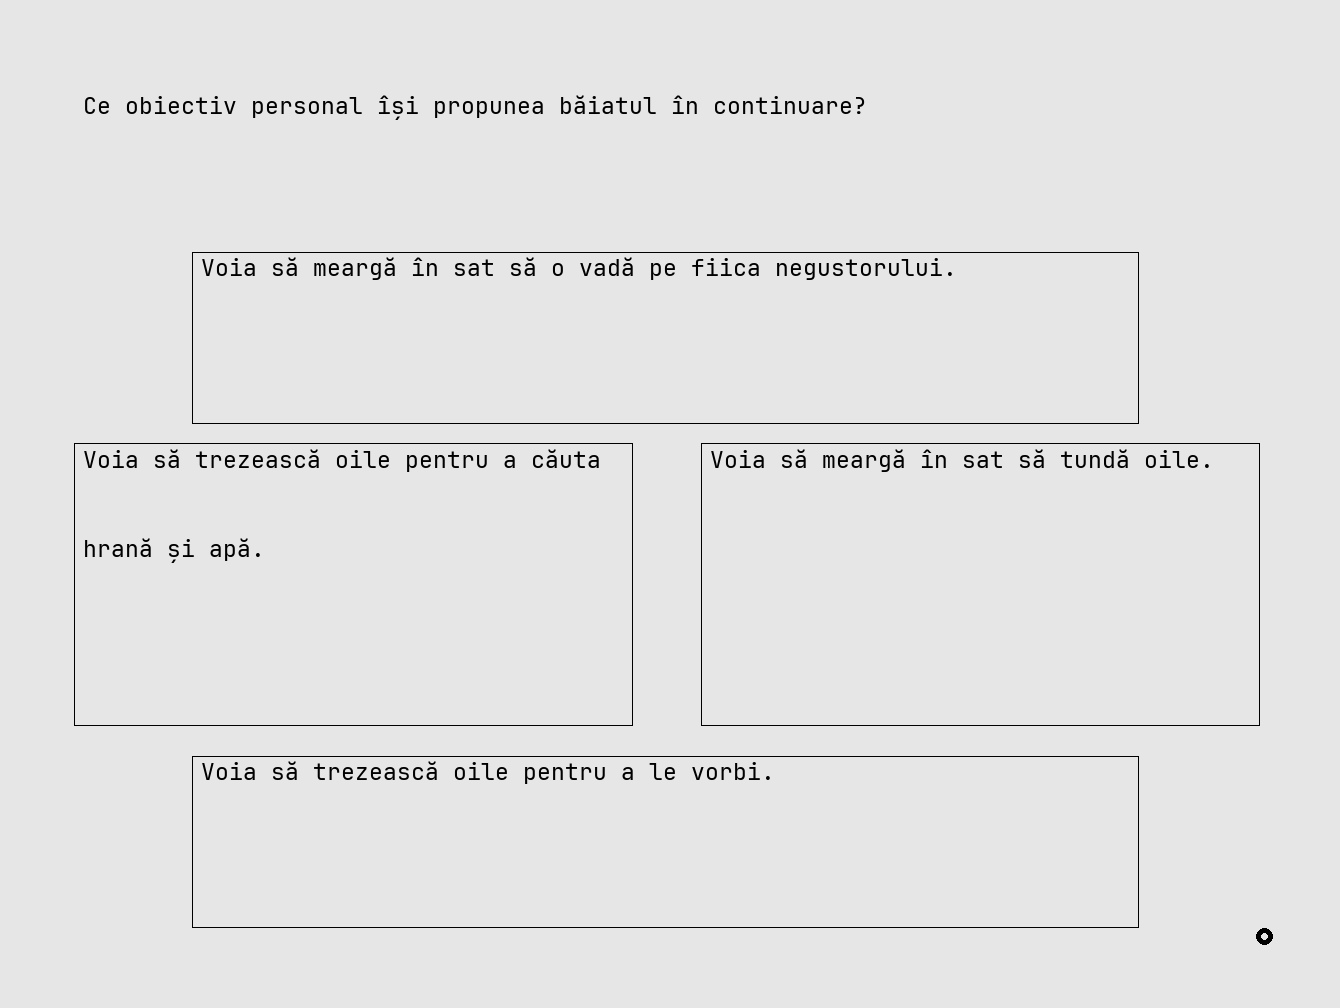 Ce obiectiv personal își propunea băiatul în continuare?
Voia să meargă în sat să o vadă pe fiica negustorului.
Voia să trezească oile pentru a căuta
hrană și apă.
Voia să meargă în sat să tundă oile.
Voia să trezească oile pentru a le vorbi.